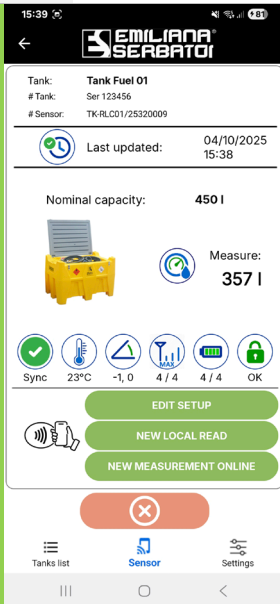 15:39
81
EMILIANA®
SERBATOI
Tank: Tank Fuel 01
# Tank: Ser 123456
# Sensor: TK-RLC01/25320009
Last updated: 04/10/2025
15:38
Nominal capacity: 450 l
Measure:
357 l
MAX
Sync 23°C -1, 0 4 / 4 4 / 4 OK
EDIT SETUP
NEW LOCAL READ
NEW MEASUREMENT ONLINE
Tanks list Sensor Settings